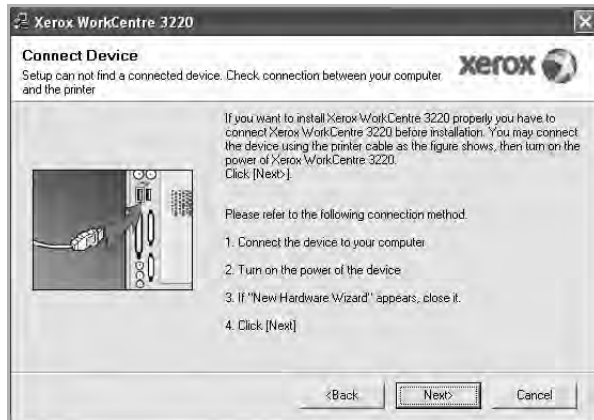 Xerox WorkCentre 3220
Connect Device
Setup can not find a connected device. Check connection between your computer
and the printer
xerox
If you want to install Xerox WorkCentre 3220 properly you have to
connect Xerox WorkCentre 3220 before installation. You may connect
the device using the printer cable as the figure shows, then turn on the
power of Xerox WorkCentre 3220.
Click [Next>].
Please refer to the following connection method.
1. Connect the device to your computer
2. Turn on the power of the device
3. If "New Hardware Wizard" appears, close it.
4. Click [Next]
<Back
Next>
Cancel